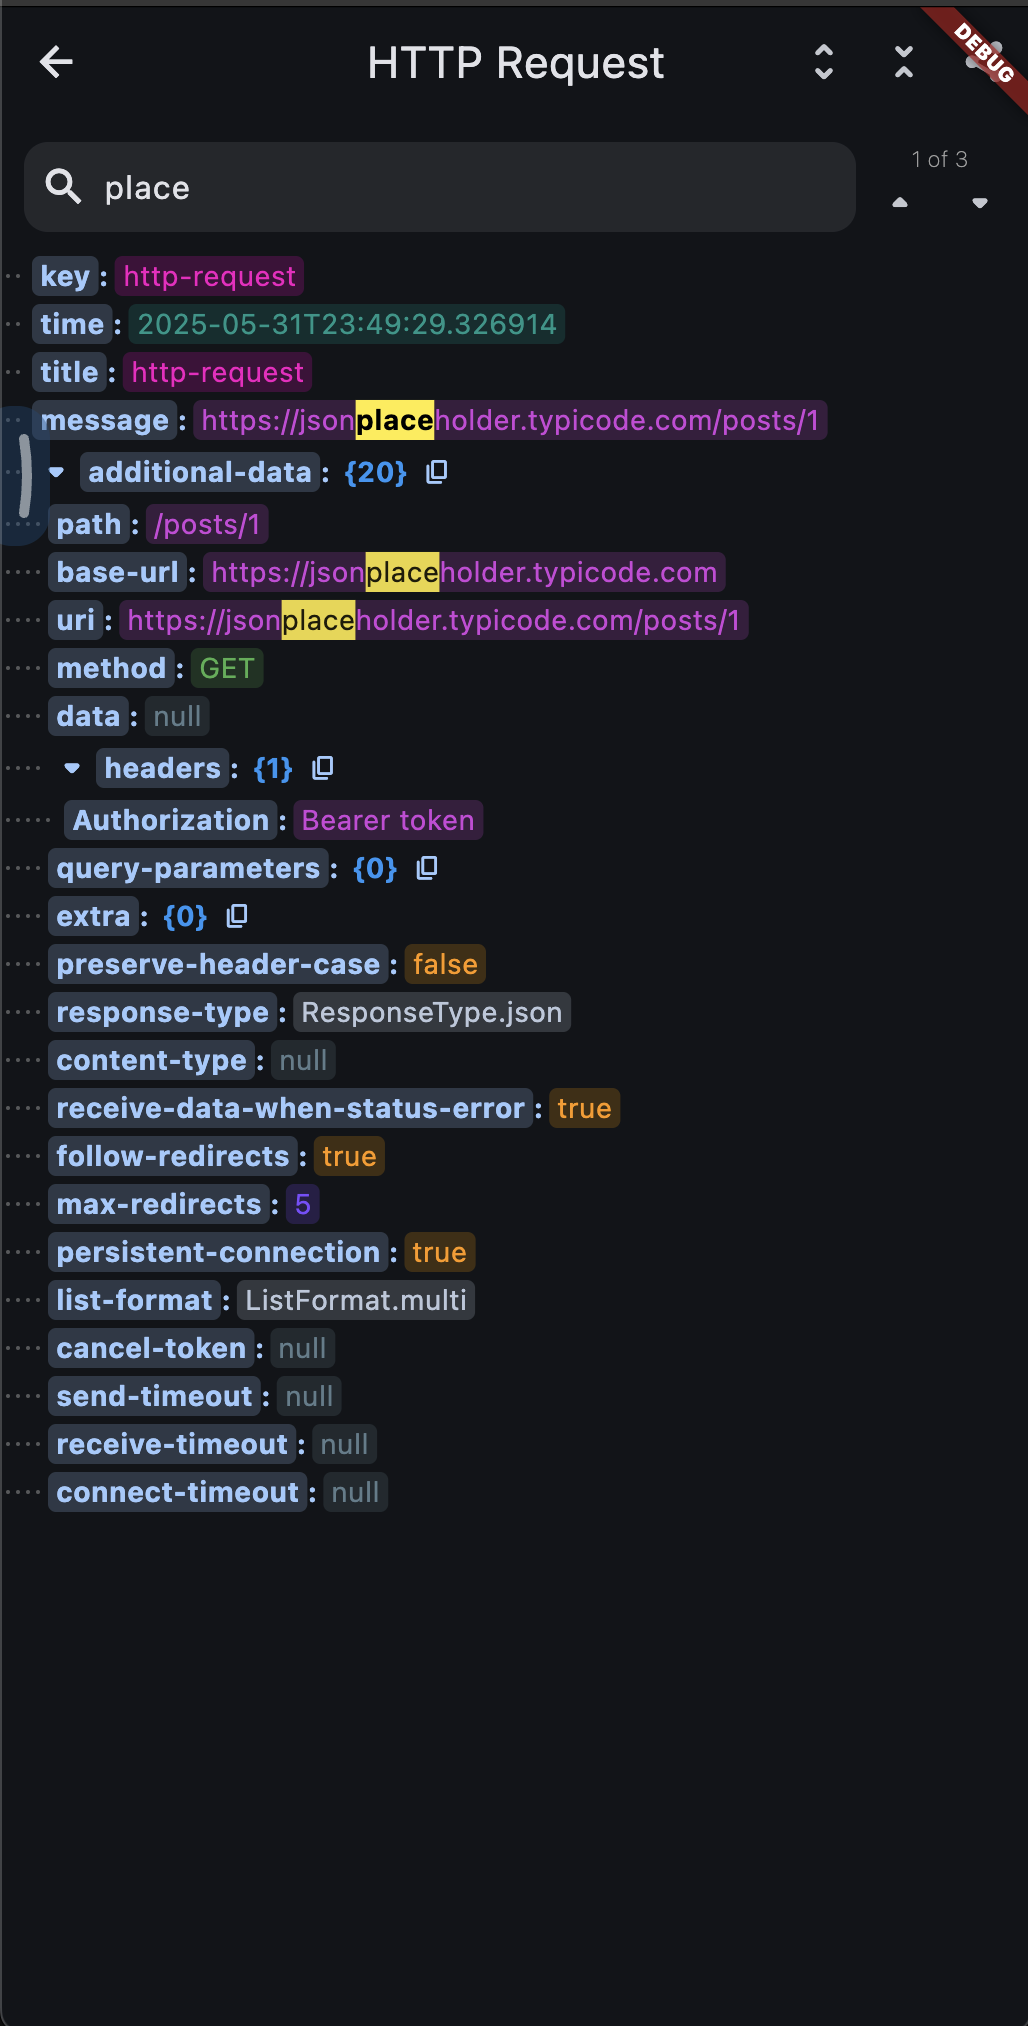 HTTP Request
DEBUG
place
1 of 3
key : http-request
time : 2025-05-31T23:49:29.326914
title : http-request
message : https://jsonplaceholder.typicode.com/posts/1
additional-data : {20}
path : /posts/1
base-url : https://jsonplaceholder.typicode.com
uri : https://jsonplaceholder.typicode.com/posts/1
method : GET
data : null
headers : {1}
Authorization : Bearer token
query-parameters : {0}
extra : {0}
preserve-header-case : false
response-type : ResponseType.json
content-type : null
receive-data-when-status-error : true
follow-redirects : true
max-redirects : 5
persistent-connection : true
list-format : ListFormat.multi
cancel-token : null
send-timeout : null
receive-timeout : null
connect-timeout : null